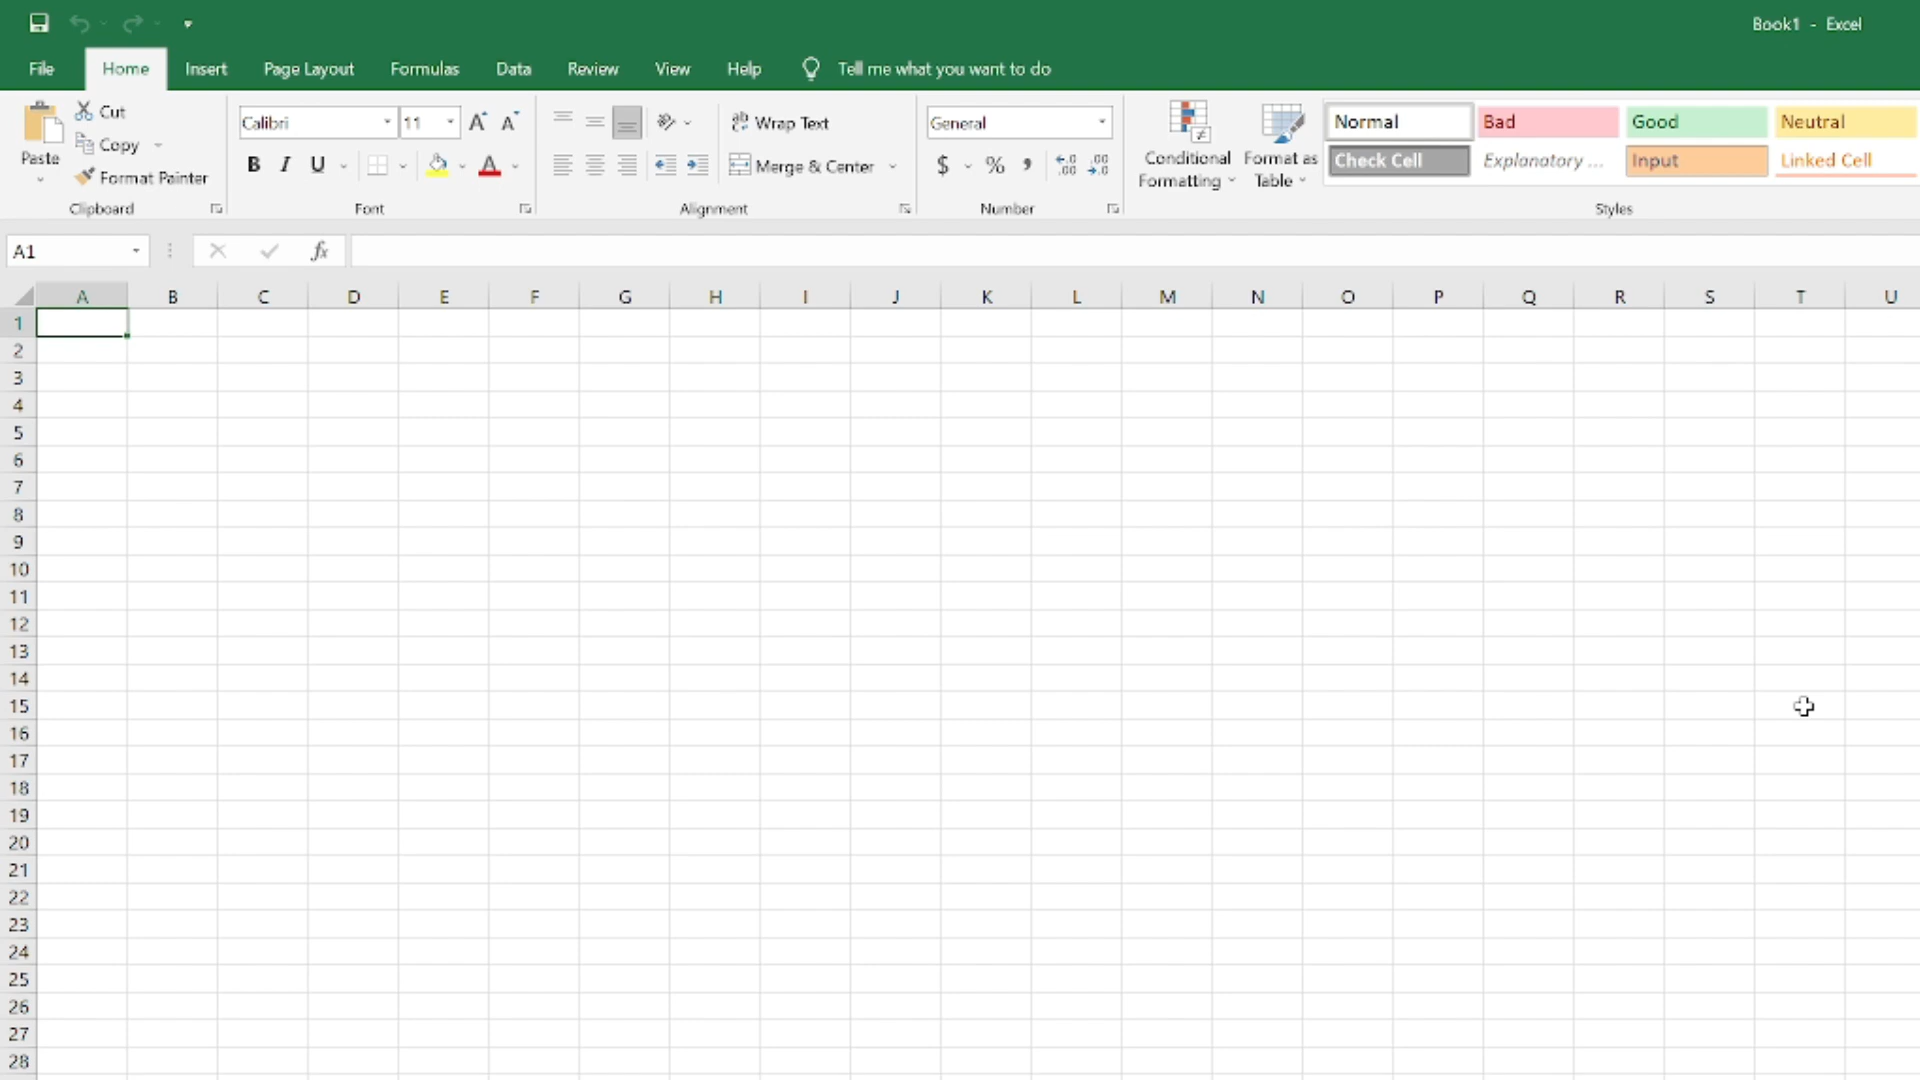 Book1 - Excel
File Home Insert Page Layout Formulas Data Review View Help Tell me what you want to do
Paste
Cut
Copy
Format Painter
Clipboard
Calibri 11
B I U A
Font
Wrap Text
Merge & Center
Alignment
General
$ % , .00 .00
Number
Conditional Formatting
Format as Table
Normal Bad Good Neutral
Check Cell Explanatory ... Input Linked Cell
Styles
A1 fx
A B C D E F G H I J K L M N O P Q R S T U
1
2
3
4
5
6
7
8
9
10
11
12
13
14
15
16
17
18
19
20
21
22
23
24
25
26
27
28